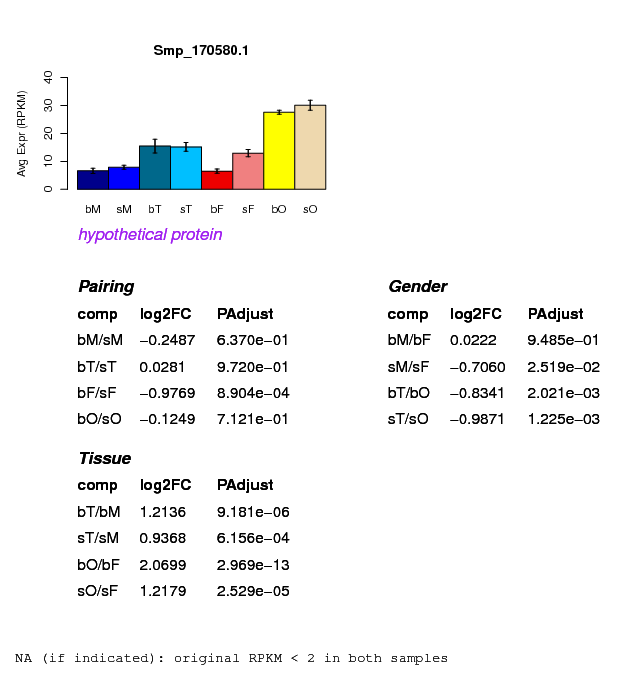 Smp_170580.1
Avg Expr (RPKM)
0 10 20 30 40
bM sM bT sT bF sF bO sO
hypothetical protein
Pairing
comp log2FC PAdjust
bM/sM −0.2487 6.370e−01
bT/sT 0.0281 9.720e−01
bF/sF −0.9769 8.904e−04
bO/sO −0.1249 7.121e−01
Gender
comp log2FC PAdjust
bM/bF 0.0222 9.485e−01
sM/sF −0.7060 2.519e−02
bT/bO −0.8341 2.021e−03
sT/sO −0.9871 1.225e−03
Tissue
comp log2FC PAdjust
bT/bM 1.2136 9.181e−06
sT/sM 0.9368 6.156e−04
bO/bF 2.0699 2.969e−13
sO/sF 1.2179 2.529e−05
NA (if indicated): original RPKM < 2 in both samples